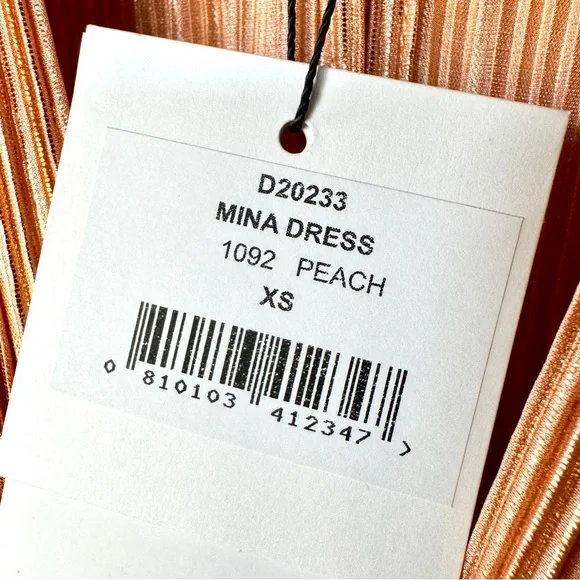 D20233
MINA DRESS
1092 PEACH
XS
0 810103 412347 >